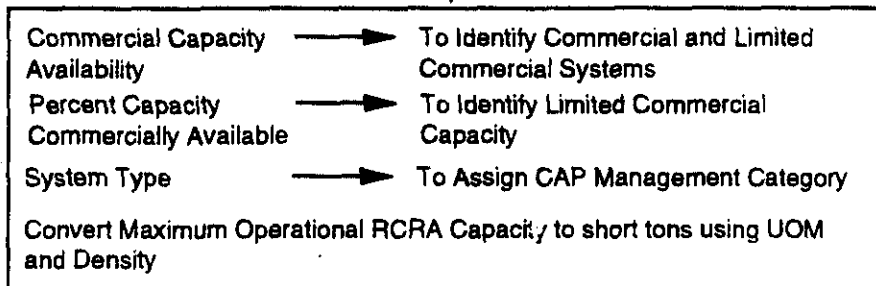 Commercial Capacity Availability → To Identify Commercial and Limited Commercial Systems
Percent Capacity Commercially Available → To Identify Limited Commercial Capacity
System Type → To Assign CAP Management Category
Convert Maximum Operational RCRA Capacity to short tons using UOM
and Density